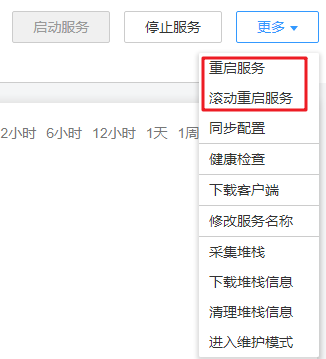 启动服务 停止服务 更多
重启服务
滚动重启服务
2小时 6小时 12小时 1天 1周
同步配置
健康检查
下载客户端
修改服务名称
采集堆栈
下载堆栈信息
清理堆栈信息
进入维护模式